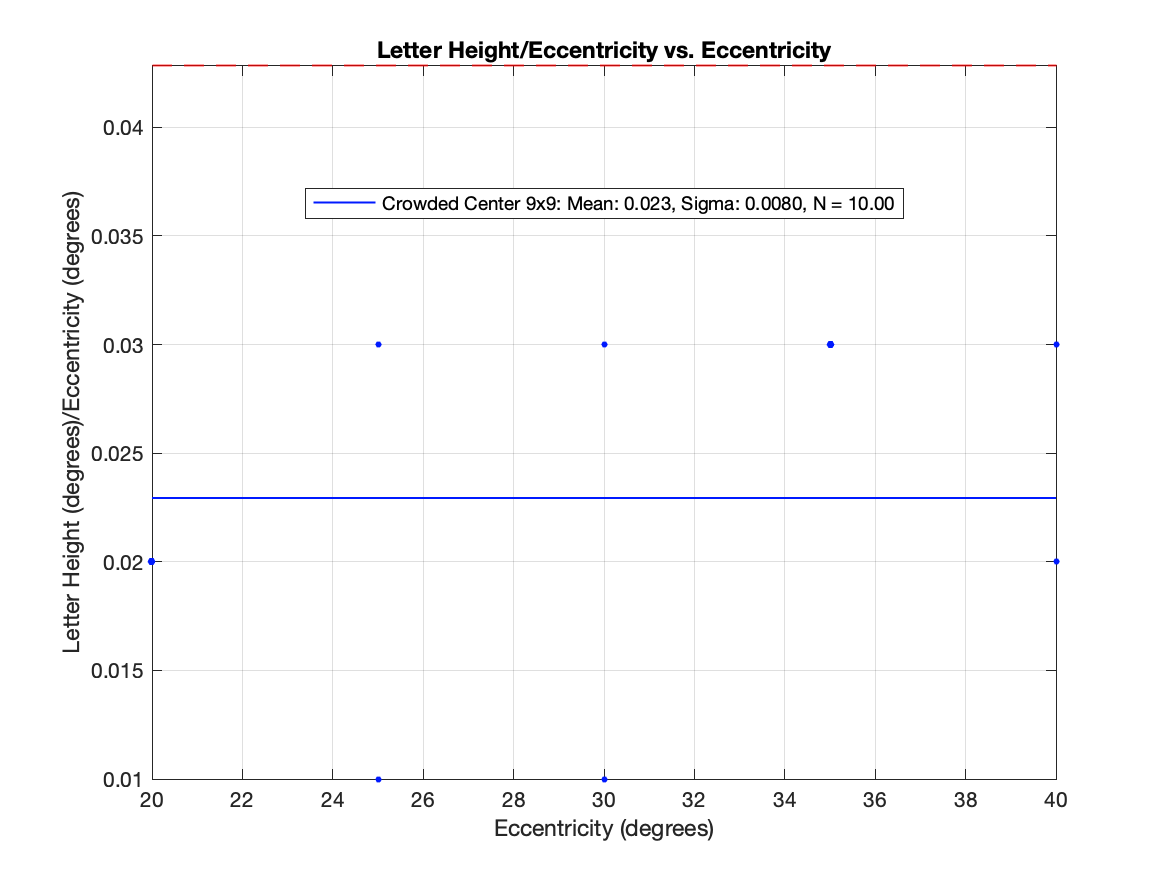 Letter Height/Eccentricity vs. Eccentricity
0.04
Crowded Center 9x9: Mean: 0.023, Sigma: 0.0080, N = 10.00
0.035
0.03
0.025
0.02
0.015
0.01
Letter Height (degrees)/Eccentricity (degrees)
20 22 24 26 28 30 32 34 36 38 40
Eccentricity (degrees)